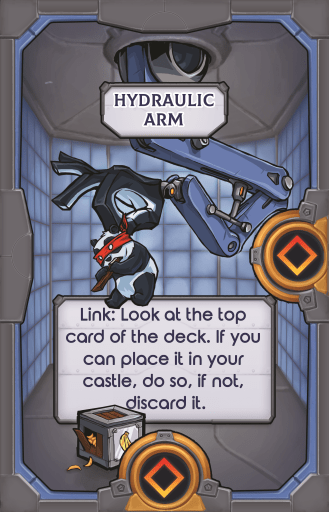 HYDRAULIC
ARM
Link: Look at the top
card of the deck. If you
can place it in your
castle, do so, if not,
discard it.